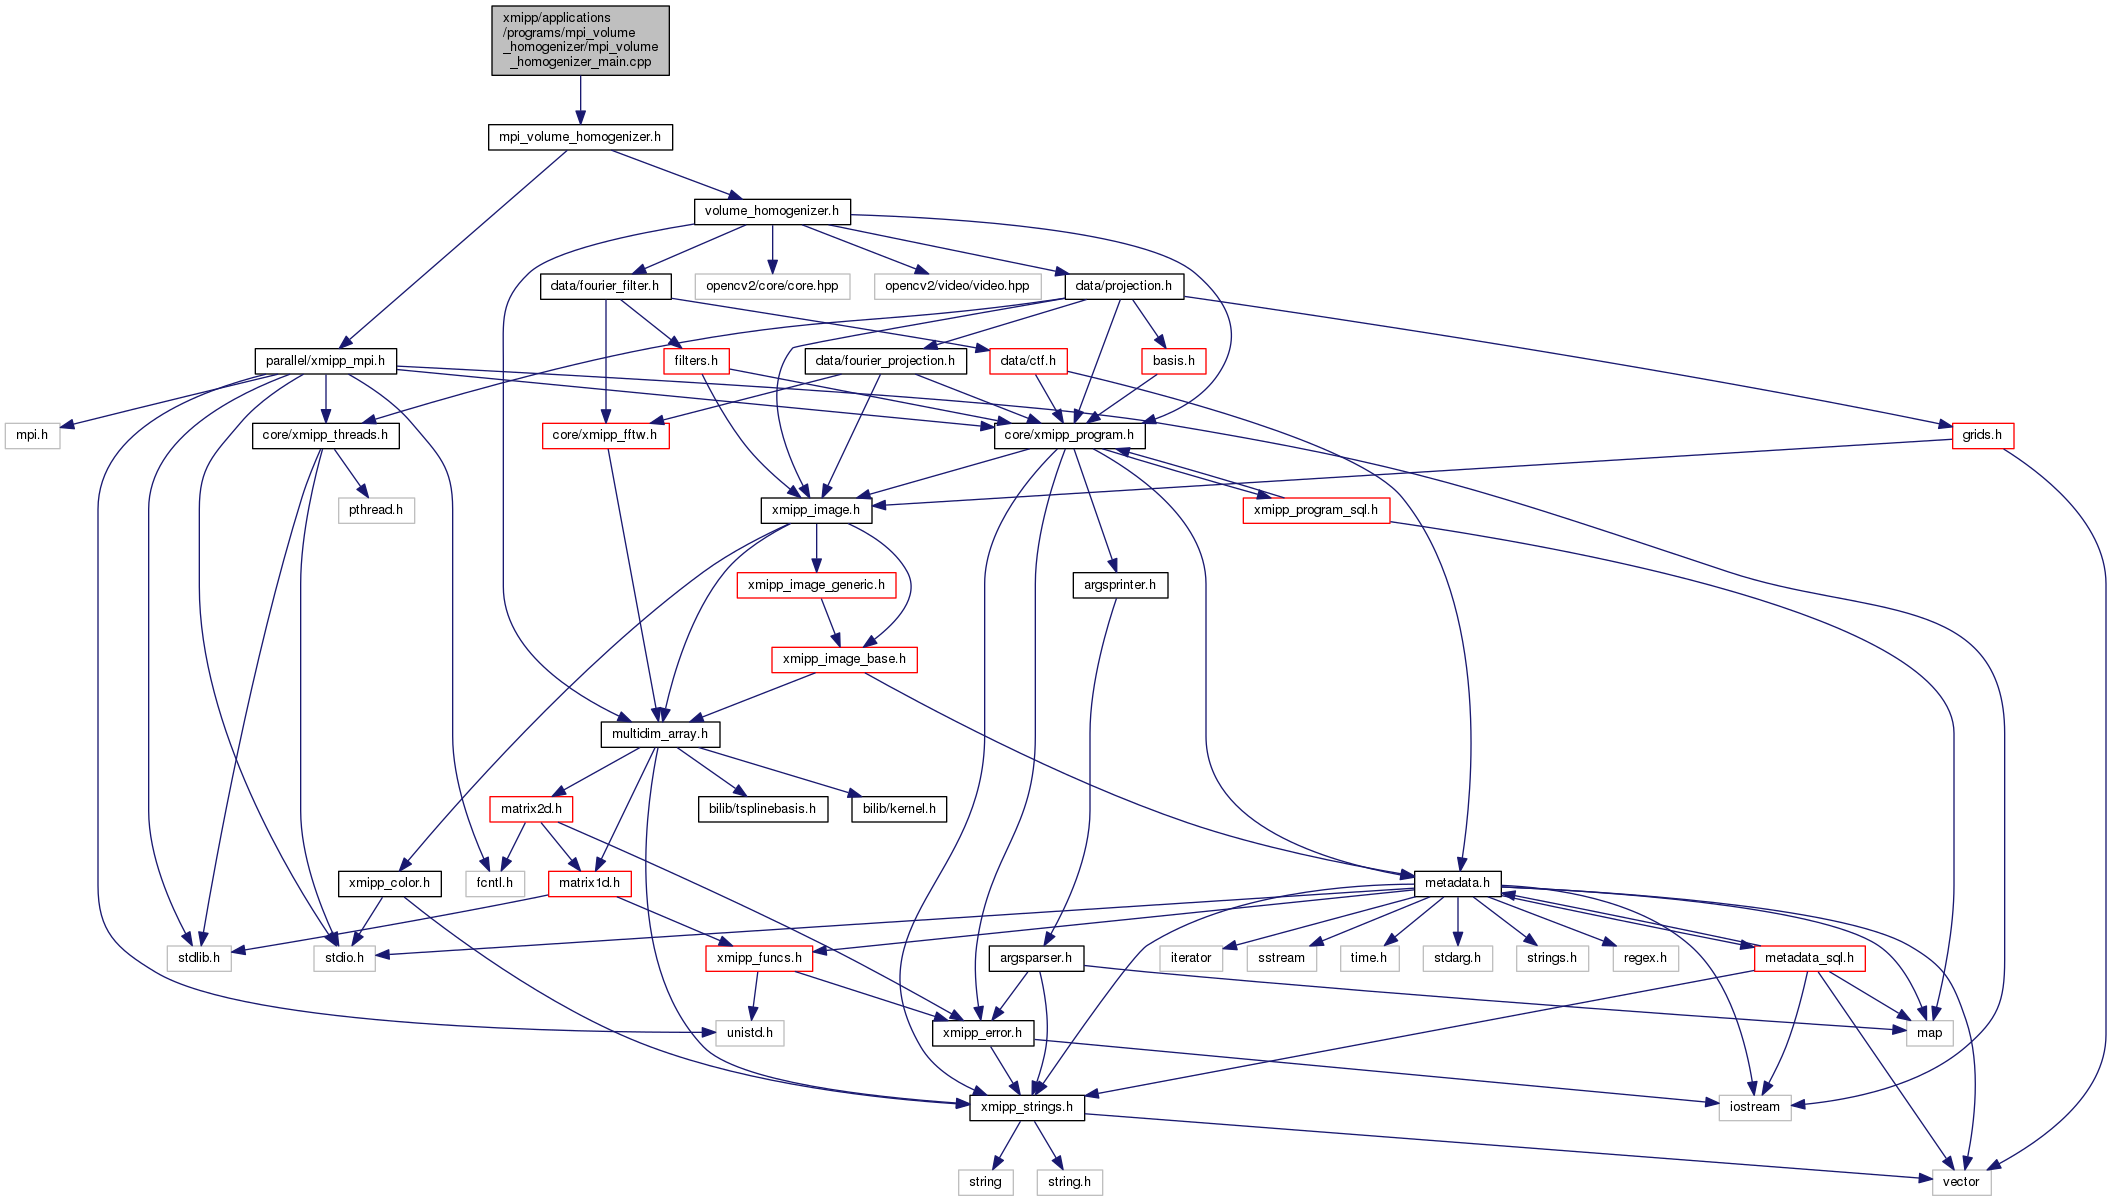 xmipp/applications
/programs/mpi_volume
_homogenizer/mpi_volume
_homogenizer_main.cpp
mpi_volume_homogenizer.h
volume_homogenizer.h
data/fourier_filter.h
opencv2/core/core.hpp
opencv2/video/video.hpp
data/projection.h
parallel/xmipp_mpi.h
filters.h
data/fourier_projection.h
data/ctf.h
basis.h
mpi.h
core/xmipp_threads.h
core/xmipp_fftw.h
core/xmipp_program.h
grids.h
pthread.h
xmipp_image.h
xmipp_program_sql.h
xmipp_image_generic.h
argsprinter.h
xmipp_image_base.h
multidim_array.h
matrix2d.h
bilib/tsplinebasis.h
bilib/kernel.h
xmipp_color.h
fcntl.h
matrix1d.h
metadata.h
stdlib.h
stdio.h
xmipp_funcs.h
argsparser.h
iterator
sstream
time.h
stdarg.h
strings.h
regex.h
metadata_sql.h
unistd.h
xmipp_error.h
map
xmipp_strings.h
iostream
string
string.h
vector